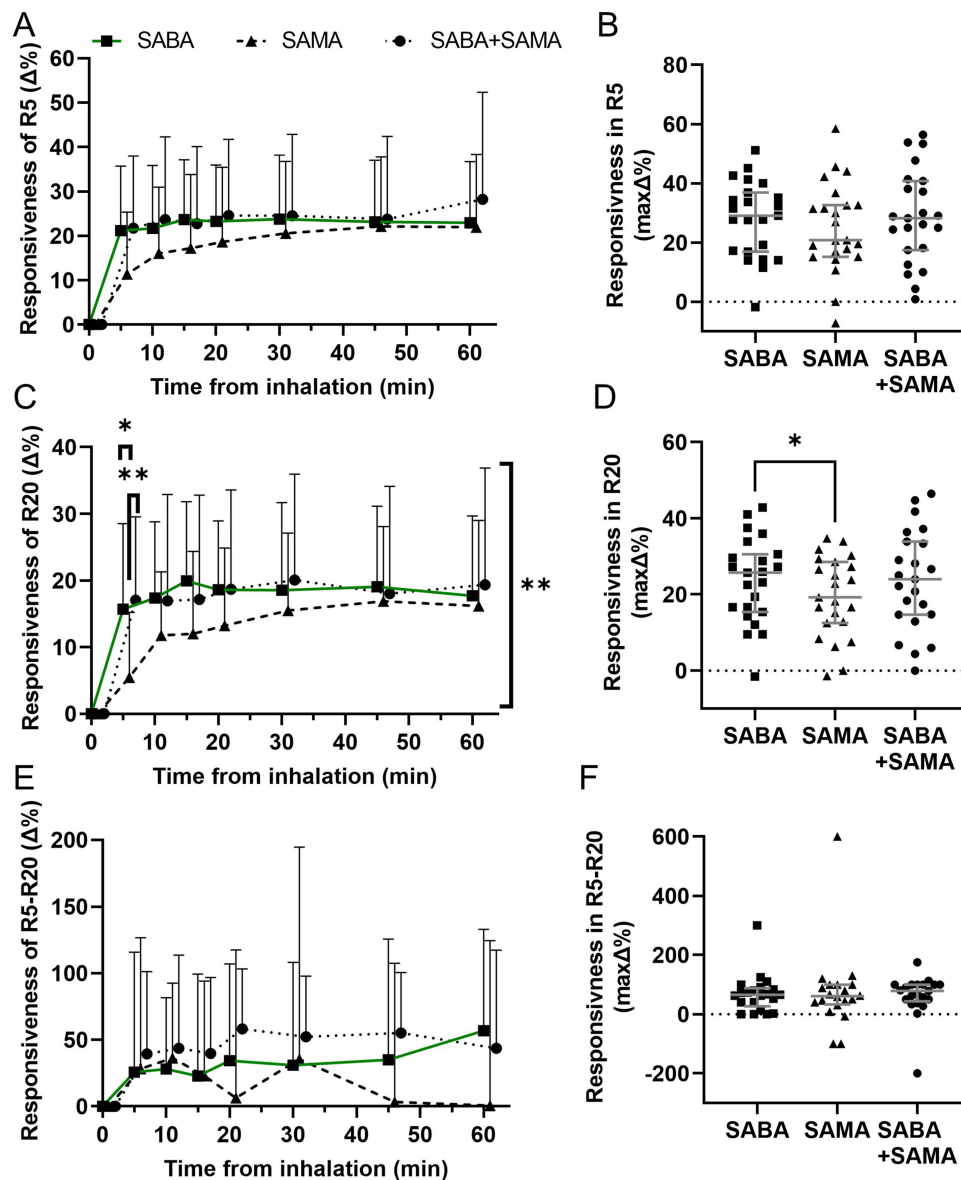 A
SABA SAMA SABA+SAMA
Responsiveness of R5 (Δ%)
60
50
40
30
20
10
0
0 10 20 30 40 50 60
Time from inhalation (min)
B
Responsivness in R5
(maxΔ%)
80
60
40
20
0
SABA SAMA SABA
+SAMA
C
Responsiveness of R20 (Δ%)
40
30
20
10
0
*
**
**
0 10 20 30 40 50 60
Time from inhalation (min)
D
Responsivness in R20
(maxΔ%)
60
40
20
0
*
SABA SAMA SABA
+SAMA
E
Responsiveness of R5-R20 (Δ%)
200
150
100
50
0
0 10 20 30 40 50 60
Time from inhalation (min)
F
Responsivness in R5-R20
(maxΔ%)
600
400
200
0
-200
SABA SAMA SABA
+SAMA